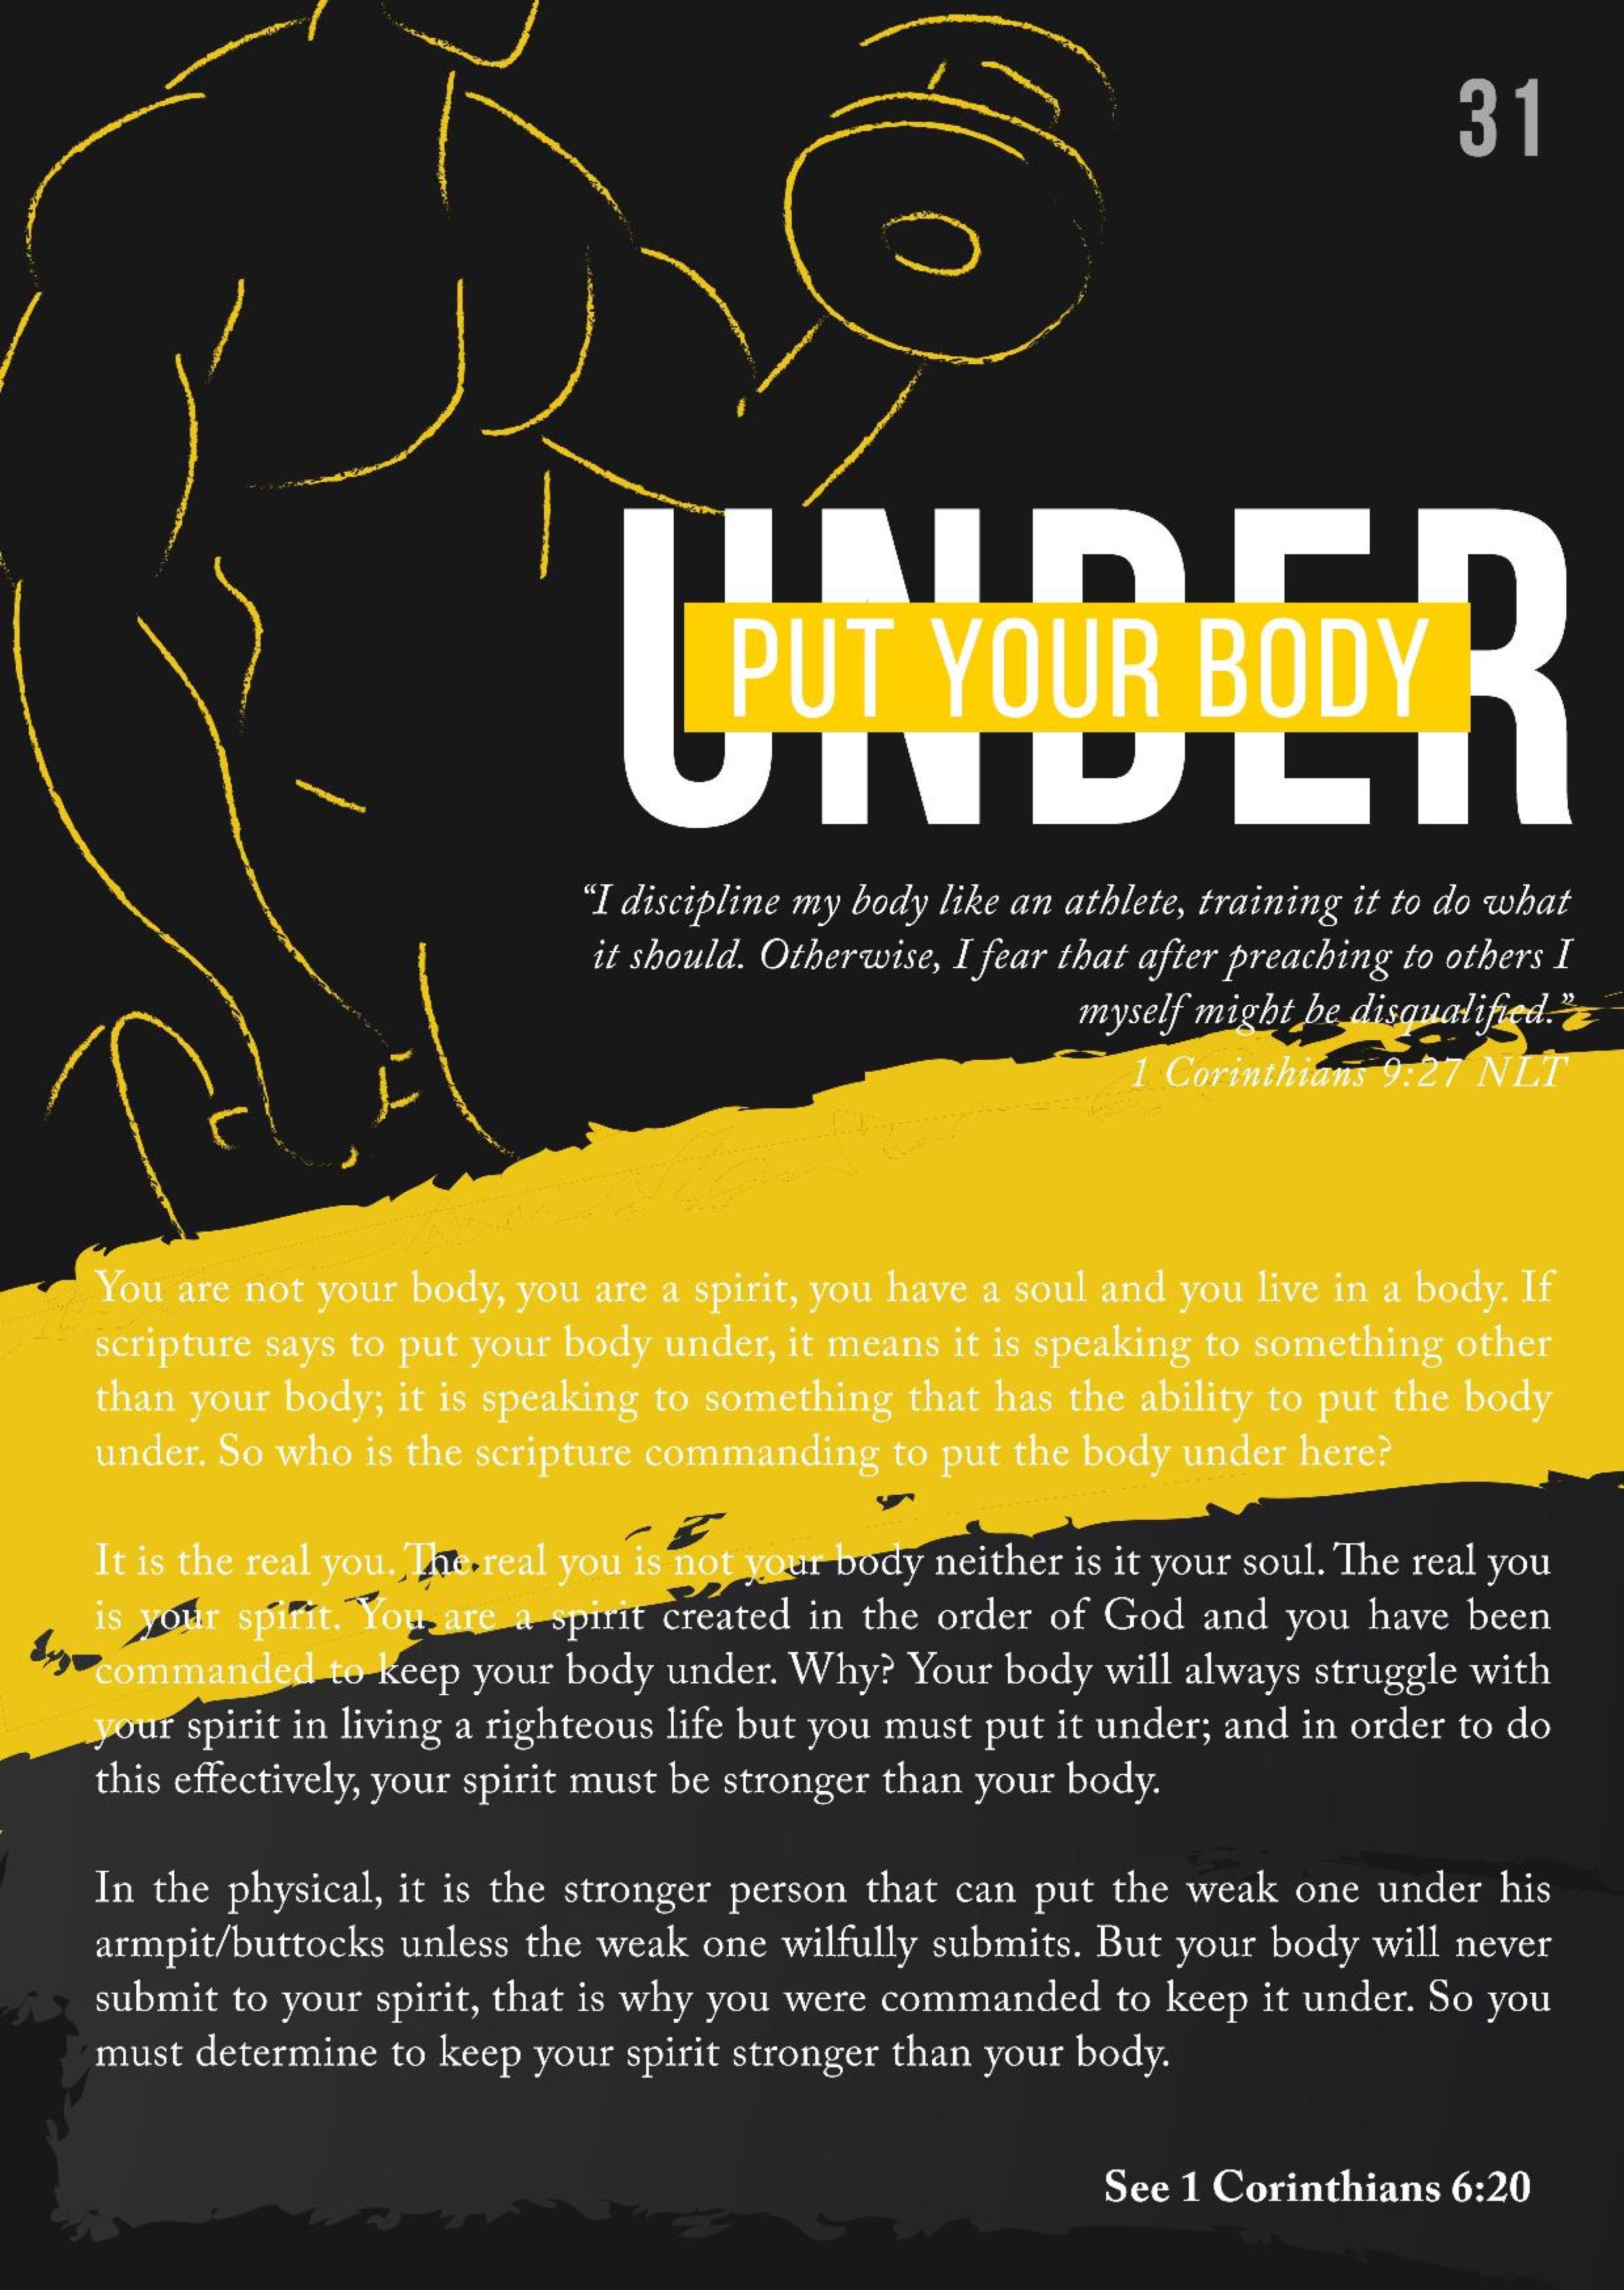 31
UNDER
PUT YOUR BODY
“I discipline my body like an athlete, training it to do what
it should. Otherwise, I fear that after preaching to others I
myself might be disqualified.”
1 Corinthians 9:27 NLT
You are not your body, you are a spirit, you have a soul and you live in a body. If
scripture says to put your body under, it means it is speaking to something other
than your body; it is speaking to something that has the ability to put the body
under. So who is the scripture commanding to put the body under here?
It is the real you. The real you is not your body neither is it your soul. The real you
is your spirit. You are a spirit created in the order of God and you have been
commanded to keep your body under. Why? Your body will always struggle with
your spirit in living a righteous life but you must put it under; and in order to do
this effectively, your spirit must be stronger than your body.
In the physical, it is the stronger person that can put the weak one under his
armpit/buttocks unless the weak one wilfully submits. But your body will never
submit to your spirit, that is why you were commanded to keep it under. So you
must determine to keep your spirit stronger than your body.
See 1 Corinthians 6:20